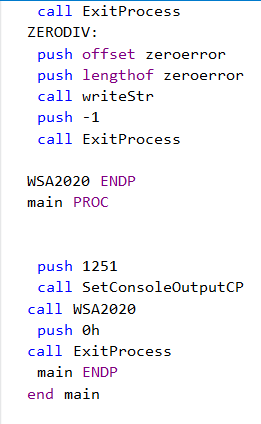 call ExitProcess
ZERODIV:
push offset zeroerror
push lengthof zeroerror
call writeStr
push -1
call ExitProcess
WSA2020 ENDP
main PROC
push 1251
call SetConsoleOutputCP
call WSA2020
push 0h
call ExitProcess
main ENDP
end main